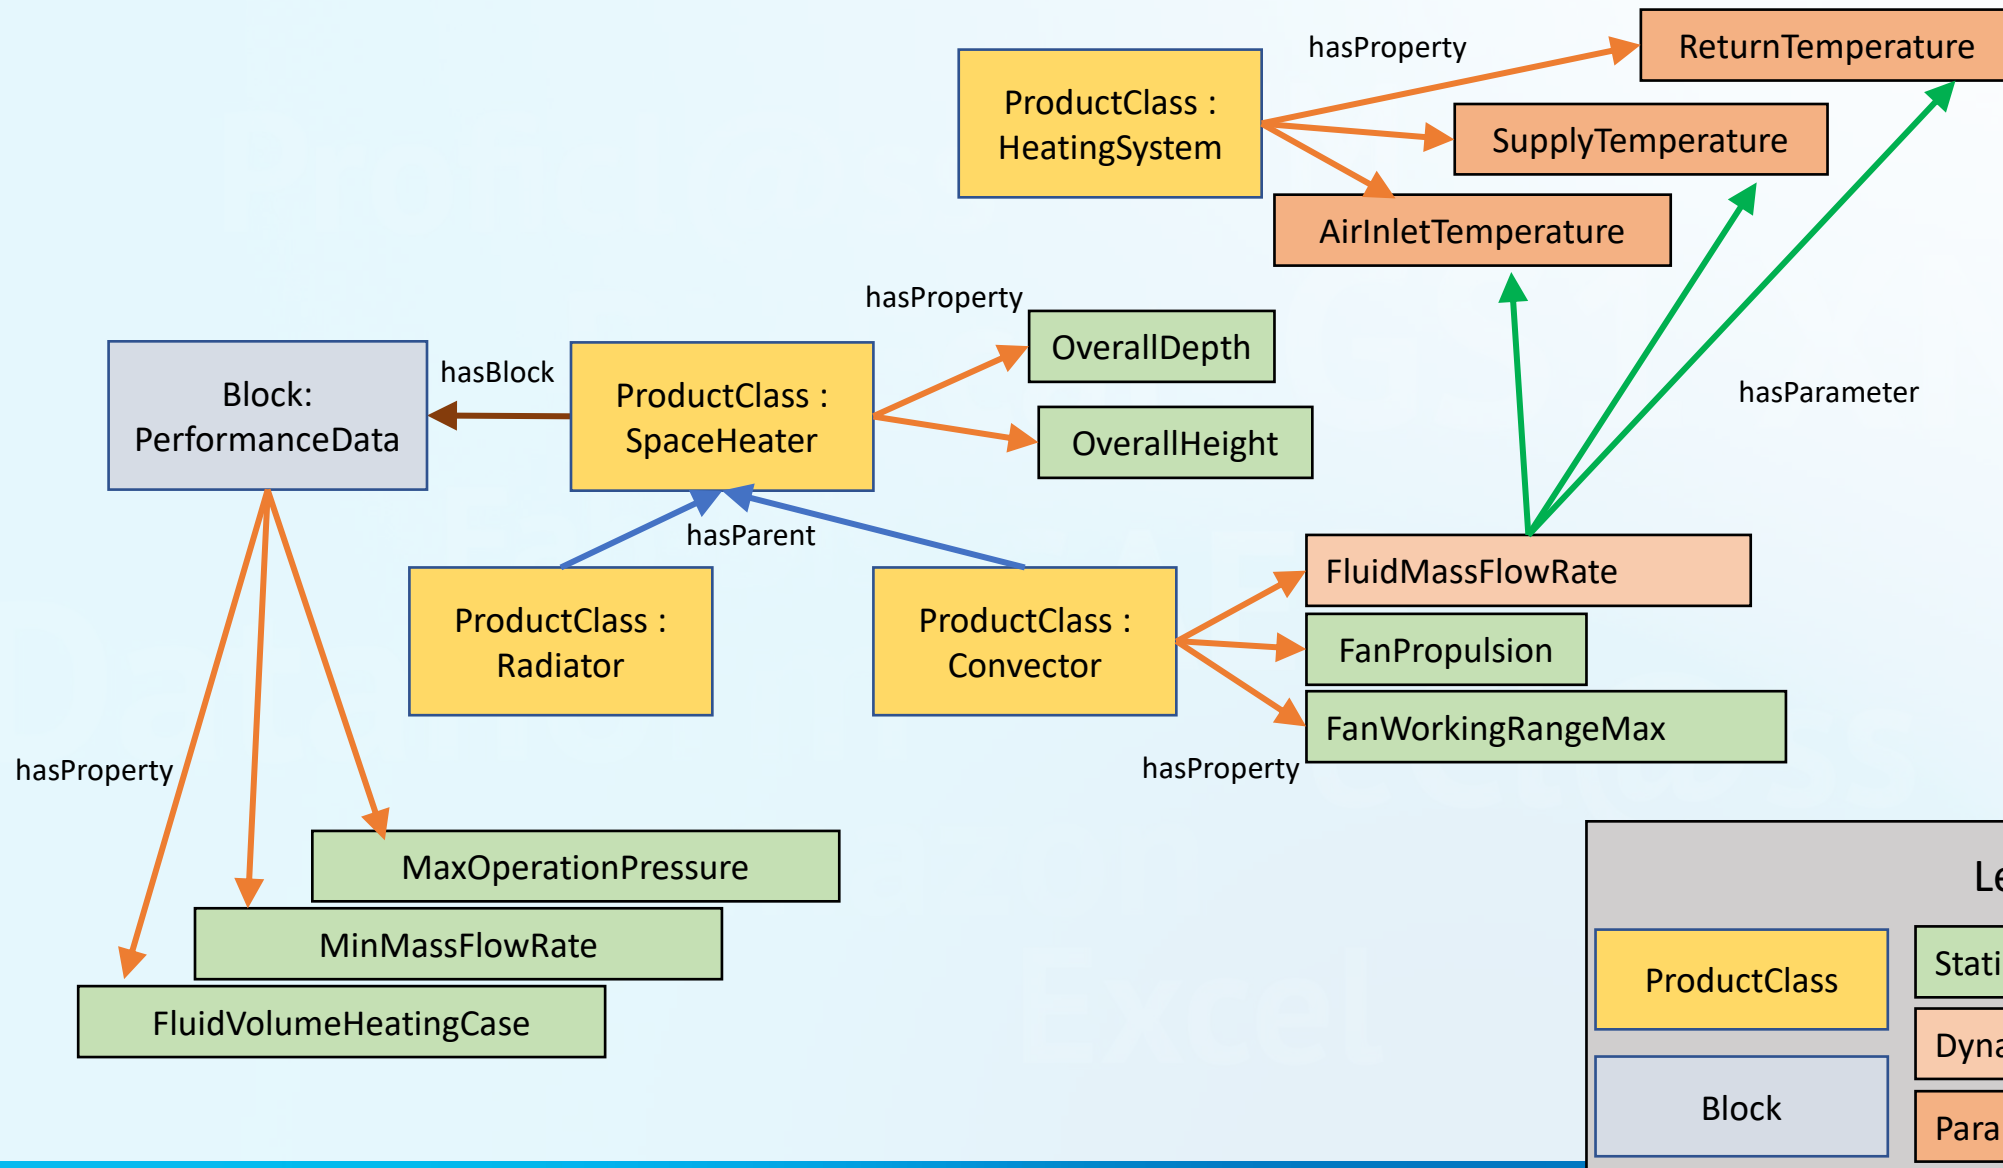 hasProperty
ReturnTemperature
ProductClass :
HeatingSystem
SupplyTemperature
AirInletTemperature
hasProperty
OverallDepth
Block:
PerformanceData
hasBlock
ProductClass :
SpaceHeater
OverallHeight
hasParameter
hasParent
FluidMassFlowRate
ProductClass :
Radiator
ProductClass :
Convector
FanPropulsion
FanWorkingRangeMax
hasProperty
hasProperty
MaxOperationPressure
MinMassFlowRate
FluidVolumeHeatingCase
ProductClass
Block
Excel